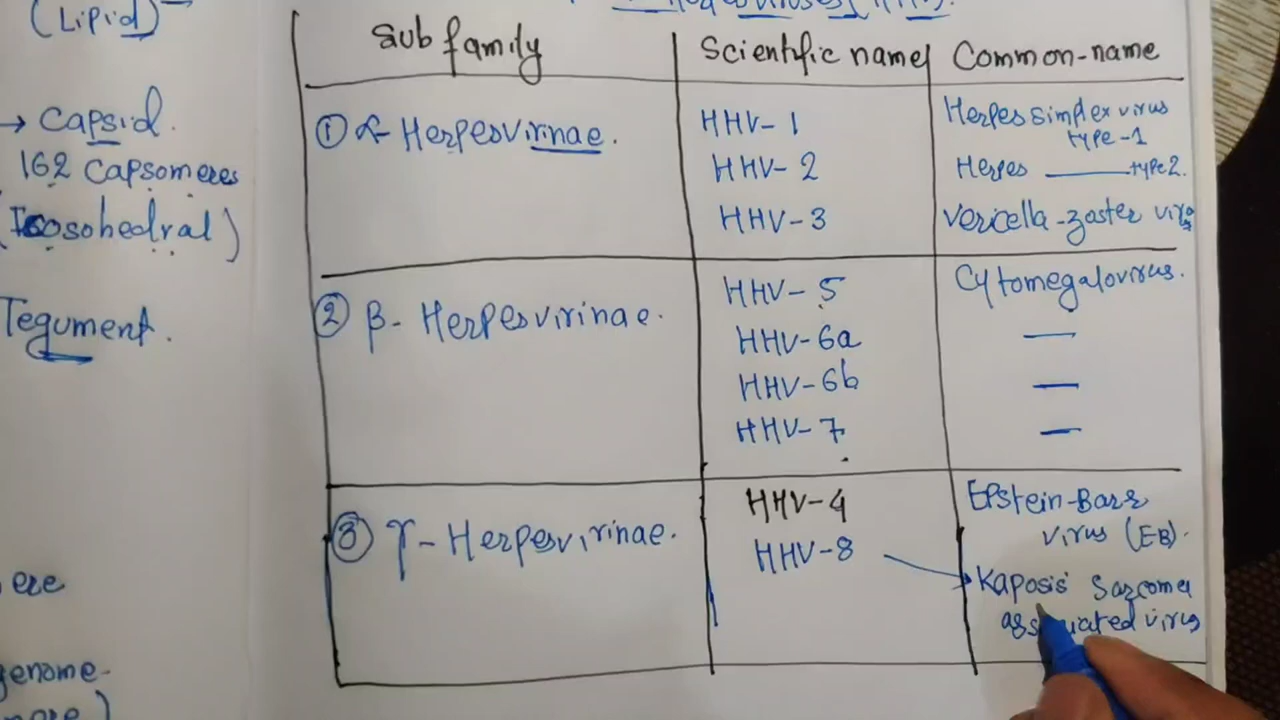 (Lipid)
→ Capsid.
162 Capsomeres
(Icosohedral)
Tegument.
ere
genome-
Sub family Scientific name Common-name
① α- Herpesvirinae.
HHV- 1 Herpes simplex virus
type -1
HHV- 2 Herpes ——— type 2.
HHV- 3 Vericella -zoster virus
② β- Herpesvirinae.
HHV- 5 Cytomegalovirus.
HHV-6a —
HHV-6b —
HHV-7 —
③ γ- Herpesvirinae.
HHV-4 Epstein-Barr
virus (EB).
HHV-8 → Kaposis Sarcoma
virus